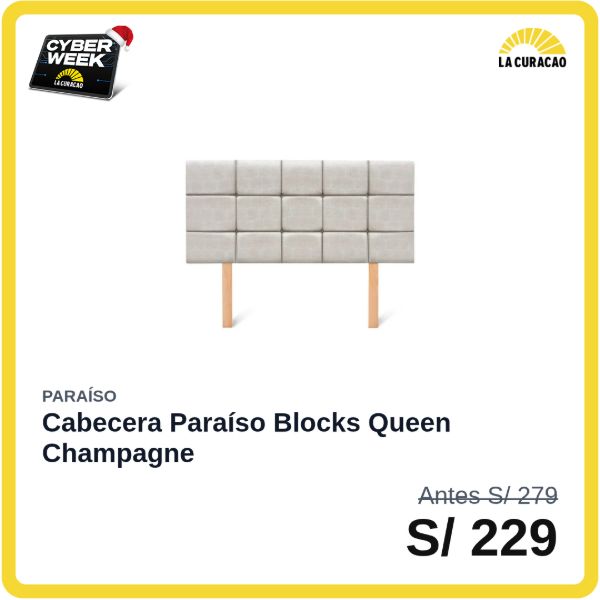 CYBER
WEEK
LA CURACAO
LA CURACAO
PARAÍSO
Cabecera Paraíso Blocks Queen
Champagne
Antes S/ 279
S/ 229